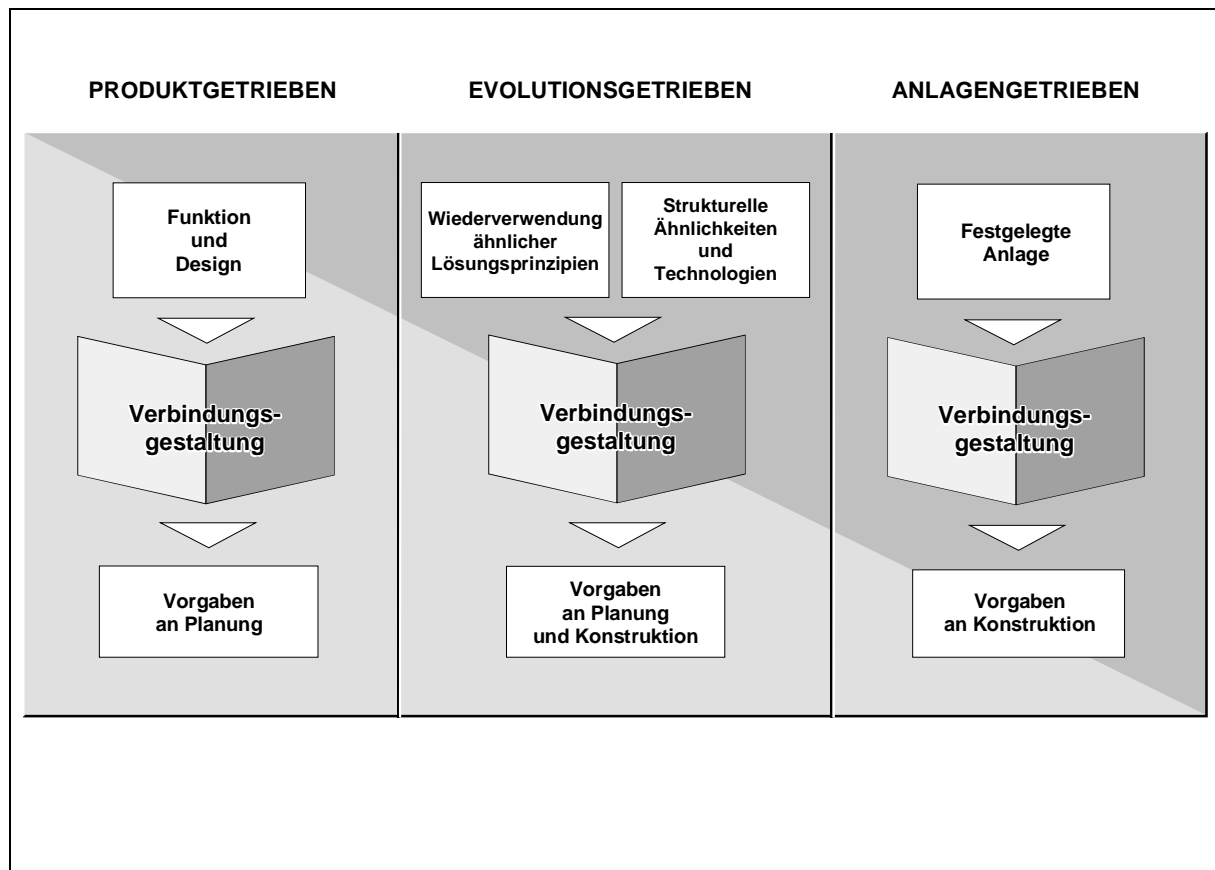 PRODUKTGETRIEBEN
Funktion
und
Design
Verbindungs-
gestaltung
Vorgaben
an Planung
EVOLUTIONSGETRIEBEN
Wiederverwendung
ähnlicher
Lösungsprinzipien
Strukturelle
Ähnlichkeiten
und
Technologien
Verbindungs-
gestaltung
Vorgaben
an Planung
und Konstruktion
ANLAGENGETRIEBEN
Festgelegte
Anlage
Verbindungs-
gestaltung
Vorgaben
an Konstruktion